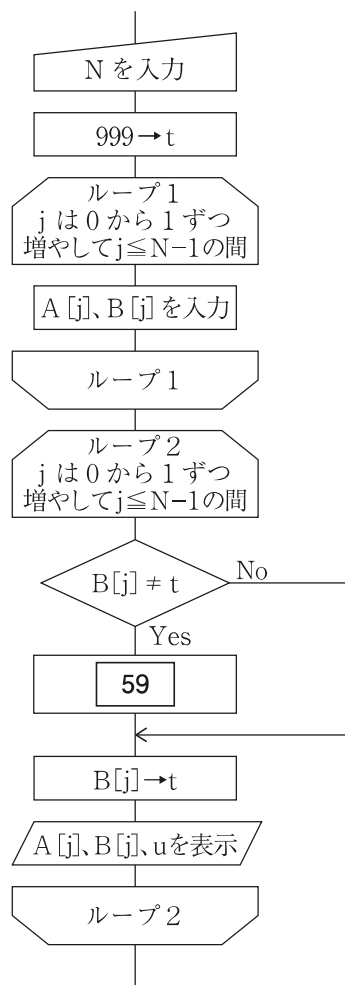 N を入力
999→t
ループ1
j は 0 から 1 ずつ
増やしてj≦N−1の間
A [j]、B [j] を入力
ループ1
ループ2
j は 0 から 1 ずつ
増やしてj≦N−1の間
B[j] ≠ t
No
Yes
59
B[j]→t
A [j]、B[j]、uを表示
ループ2